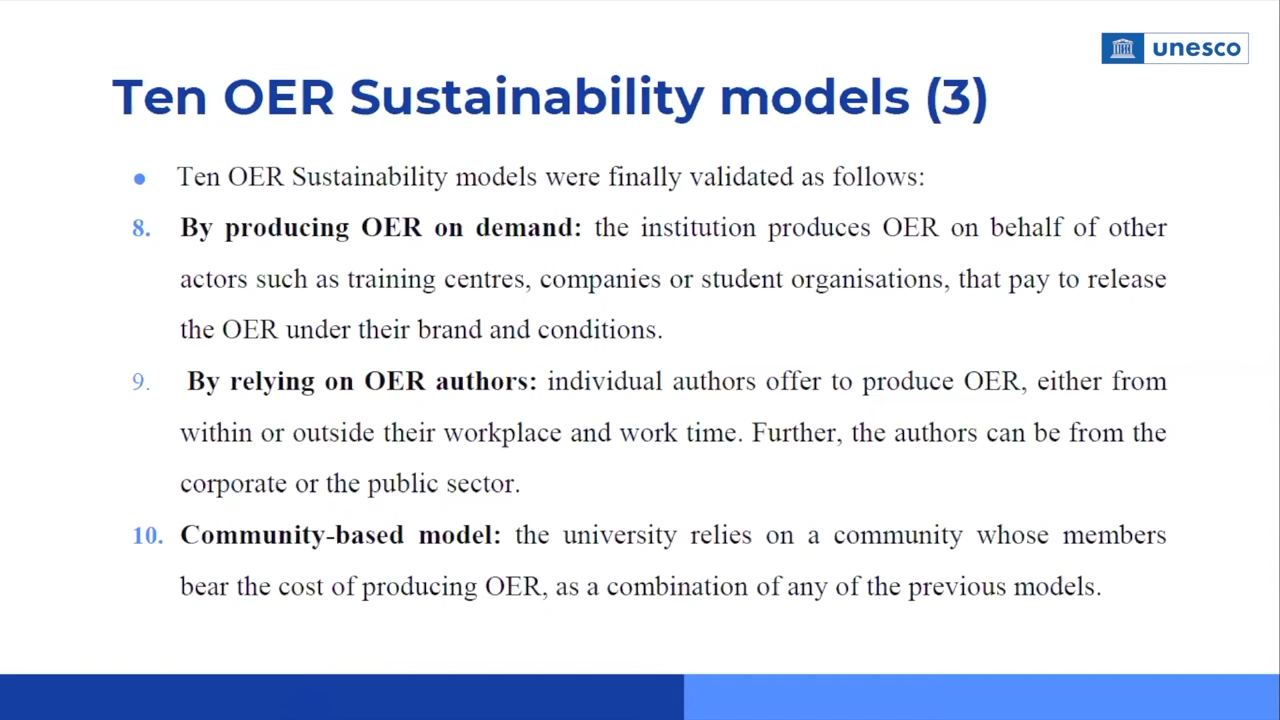 unesco
Ten OER Sustainability models (3)
● Ten OER Sustainability models were finally validated as follows:
8. By producing OER on demand: the institution produces OER on behalf of other
actors such as training centres, companies or student organisations, that pay to release
the OER under their brand and conditions.
9. By relying on OER authors: individual authors offer to produce OER, either from
within or outside their workplace and work time. Further, the authors can be from the
corporate or the public sector.
10. Community-based model: the university relies on a community whose members
bear the cost of producing OER, as a combination of any of the previous models.